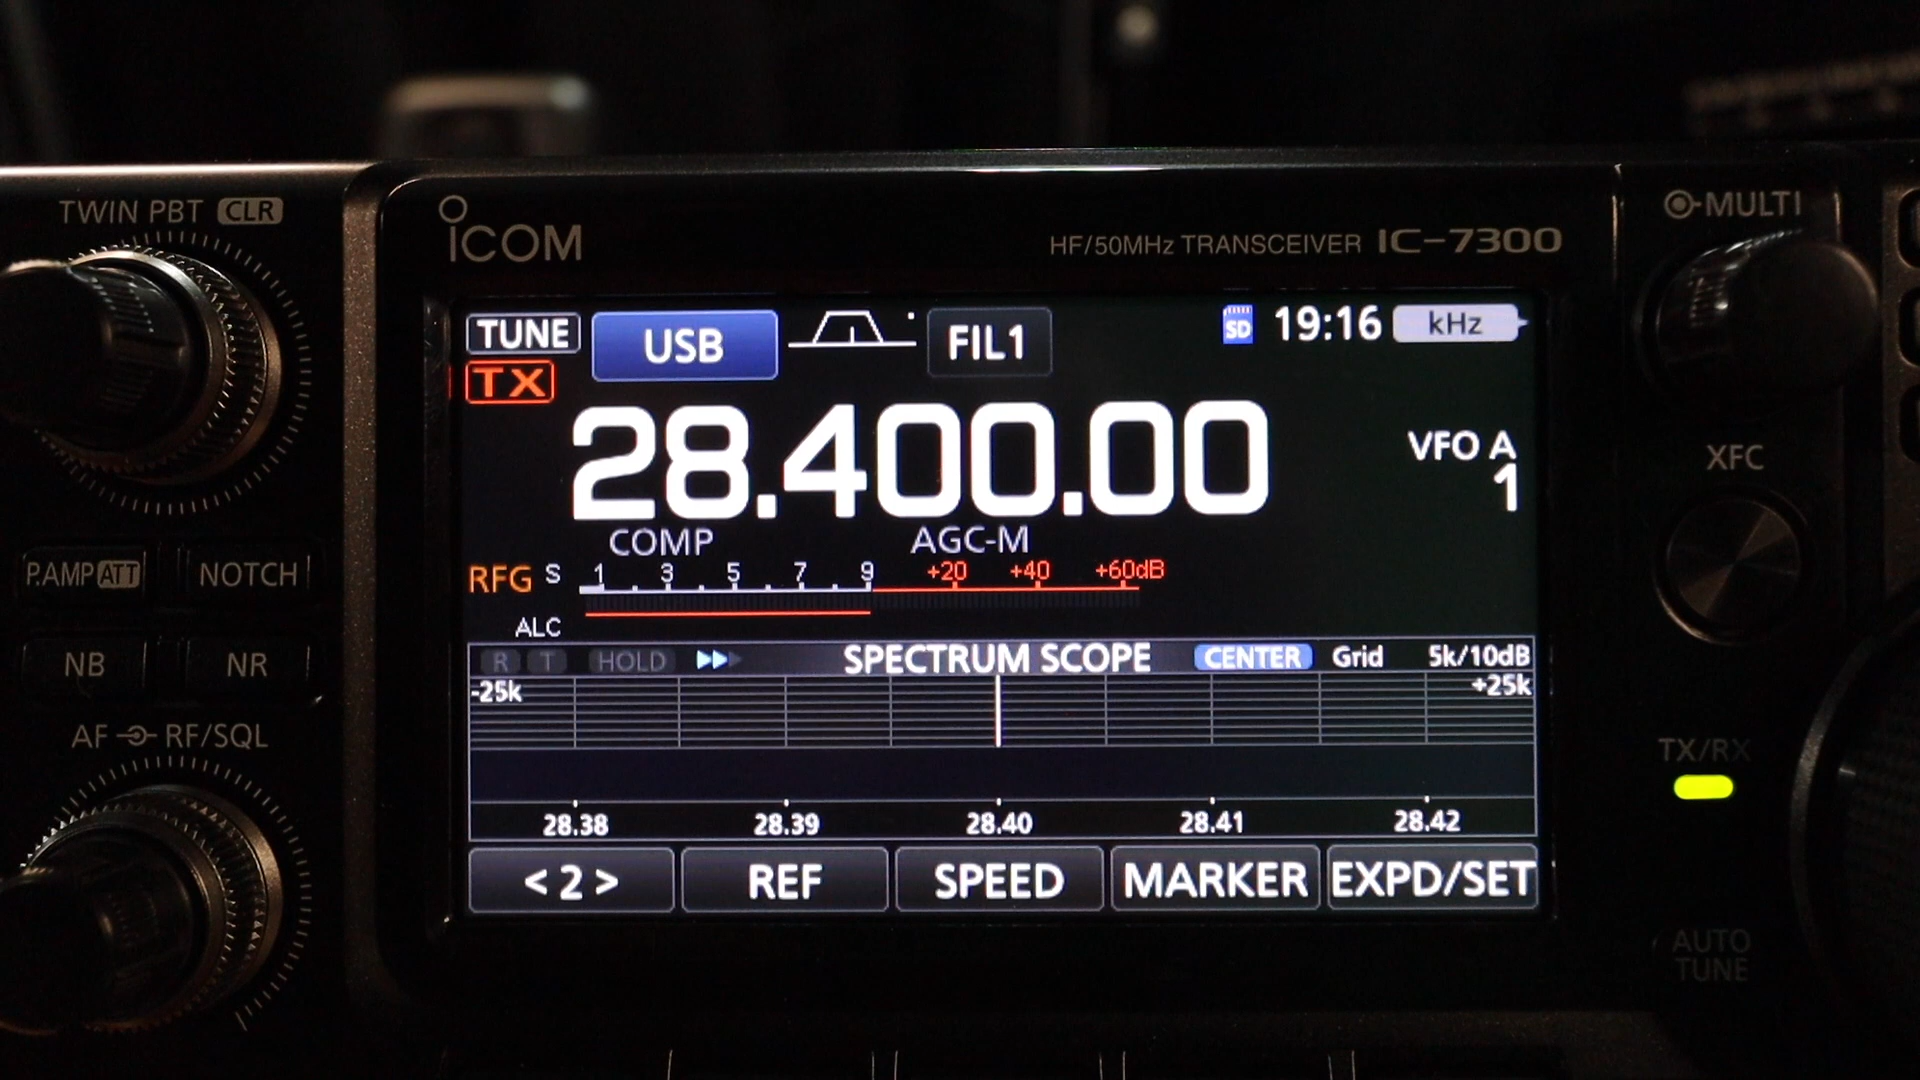 TWIN PBT CLR
ICOM
HF/50MHz TRANSCEIVER IC-7300
MULTI
TUNE USB FIL1 SD 19:16 kHz
TX
28.400.00
VFO A
1
XFC
COMP AGC-M
RFG S 1 3 5 7 9 +20 +40 +60dB
ALC
P.AMP ATT NOTCH
NB NR
R T HOLD SPECTRUM SCOPE CENTER Grid 5k/10dB
-25k +25k
AF RF/SQL
TX/RX
28.38 28.39 28.40 28.41 28.42
< 2 > REF SPEED MARKER EXPD/SET
AUTO
TUNE